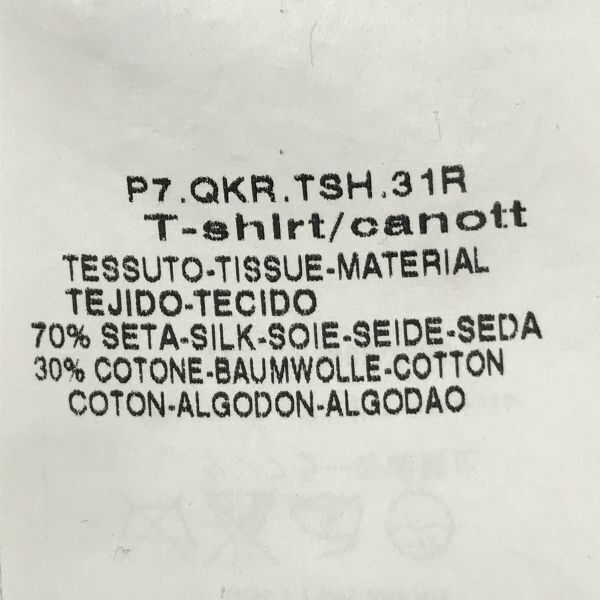 P7.QKR.TSH.31R
T-shirt/canott
TESSUTO-TISSUE-MATERIAL
TEJIDO-TECIDO
70% SETA-SILK-SOIE-SEIDE-SEDA
30% COTONE-BAUMWOLLE-COTTON
COTON-ALGODON-ALGODAO